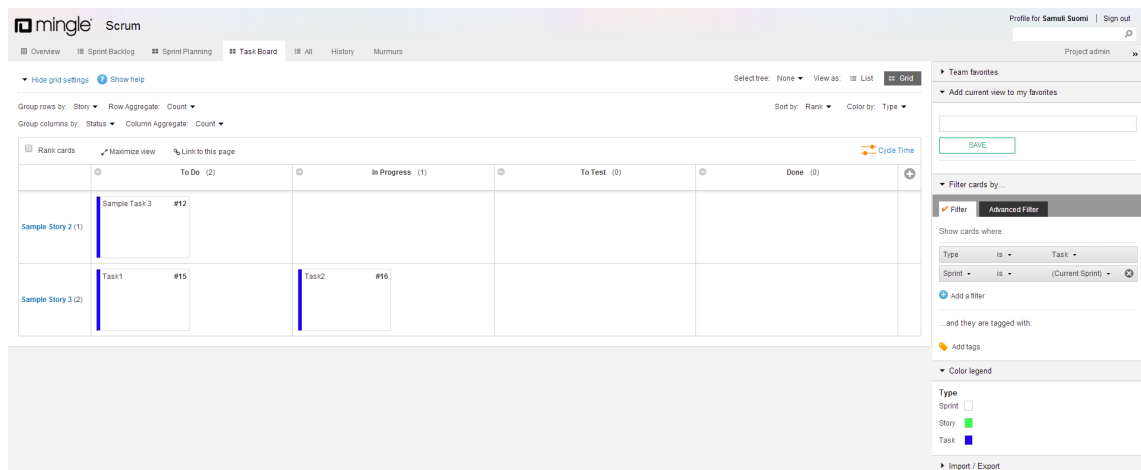 mingle Scrum
Profile for Samuli Suomi | Sign out
Overview Sprint Backlog Sprint Planning Task Board All History Murmurs
Project admin »
Hide grid settings ? Show help
Select tree: None View as: List Grid
Group rows by: Story Row Aggregate: Count
Sort by: Rank Color by: Type
Group columns by: Status Column Aggregate: Count
Rank cards Maximize view Link to this page
Cycle Time
To Do (2) In Progress (1) To Test (0) Done (0)
Sample Story 2 (1)
Sample Task 3 #12
Sample Story 3 (2)
Task1 #15
Task2 #16
Team favorites
Add current view to my favorites
SAVE
Filter cards by...
Filter Advanced Filter
Show cards where:
Type is Task
Sprint is (Current Sprint)
Add a filter
...and they are tagged with:
Add tags
Color legend
Type
Sprint
Story
Task
Import / Export